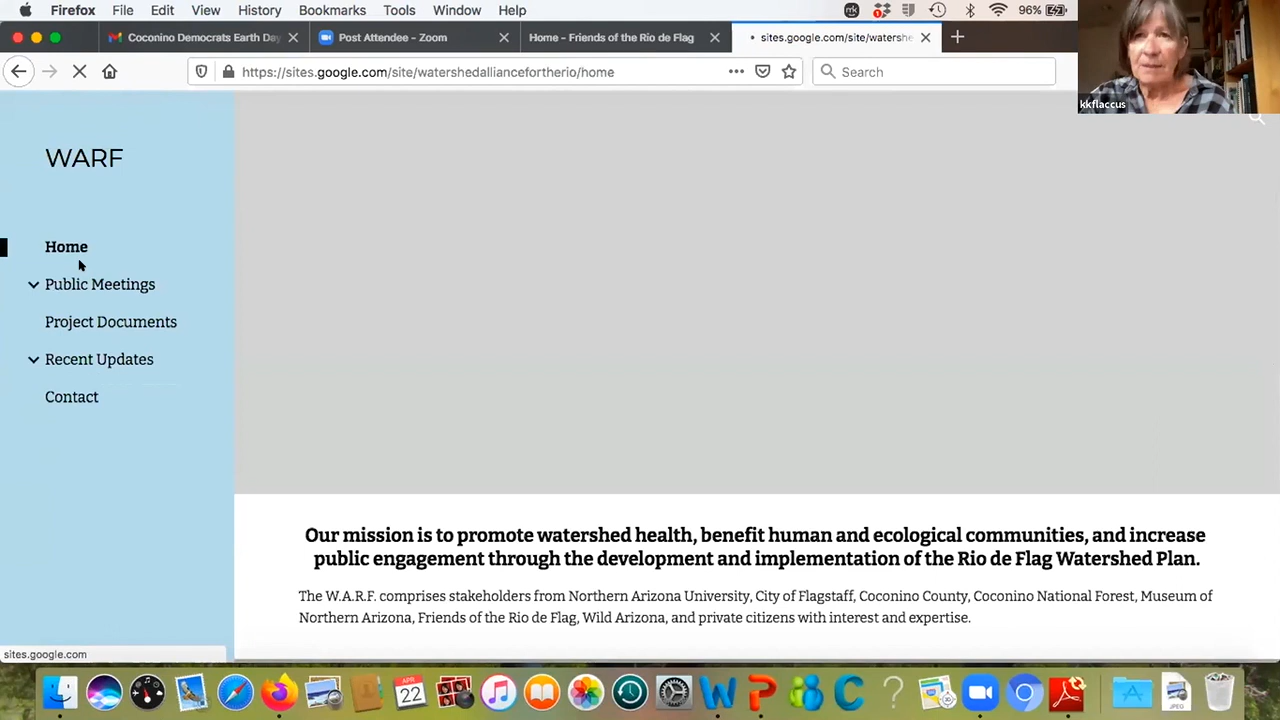 Firefox File Edit View History Bookmarks Tools Window Help 96%
Coconino Democrats Earth Day Post Attendee - Zoom Home - Friends of the Rio de Flag sites.google.com/site/watershe
https://sites.google.com/site/watershedalliancefortherio/home Search
kkflaccus
WARF
Home
Public Meetings
Project Documents
Recent Updates
Contact
Our mission is to promote watershed health, benefit human and ecological communities, and increase
public engagement through the development and implementation of the Rio de Flag Watershed Plan.
The W.A.R.F. comprises stakeholders from Northern Arizona University, City of Flagstaff, Coconino County, Coconino National Forest, Museum of
Northern Arizona, Friends of the Rio de Flag, Wild Arizona, and private citizens with interest and expertise.
sites.google.com
APR
22
JPEG